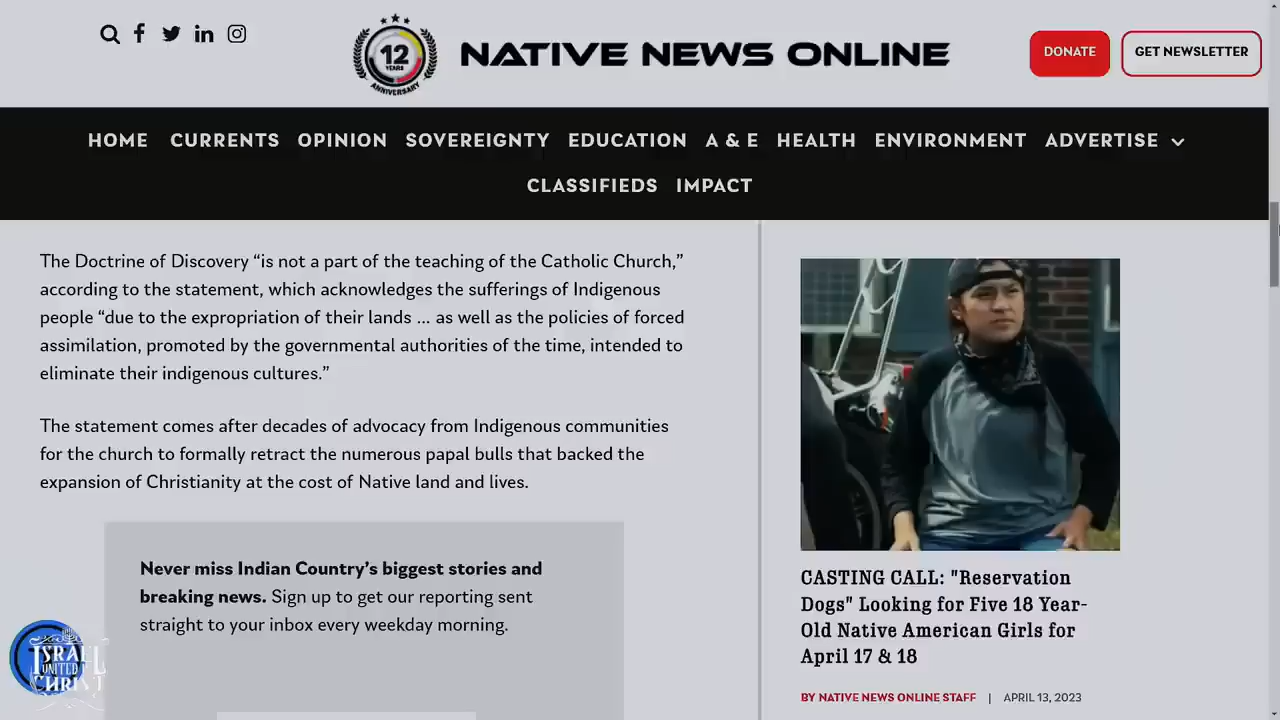 12
YEARS
ANNIVERSARY
NATIVE NEWS ONLINE
DONATE
GET NEWSLETTER
HOME CURRENTS OPINION SOVEREIGNTY EDUCATION A & E HEALTH ENVIRONMENT ADVERTISE
CLASSIFIEDS IMPACT
The Doctrine of Discovery “is not a part of the teaching of the Catholic Church,”
according to the statement, which acknowledges the sufferings of Indigenous
people “due to the expropriation of their lands … as well as the policies of forced
assimilation, promoted by the governmental authorities of the time, intended to
eliminate their indigenous cultures.”
The statement comes after decades of advocacy from Indigenous communities
for the church to formally retract the numerous papal bulls that backed the
expansion of Christianity at the cost of Native land and lives.
Never miss Indian Country’s biggest stories and
breaking news. Sign up to get our reporting sent
straight to your inbox every weekday morning.
CASTING CALL: "Reservation
Dogs" Looking for Five 18 Year-
Old Native American Girls for
April 17 & 18
BY NATIVE NEWS ONLINE STAFF | APRIL 13, 2023
ISRAEL
UNITED
CHRIST